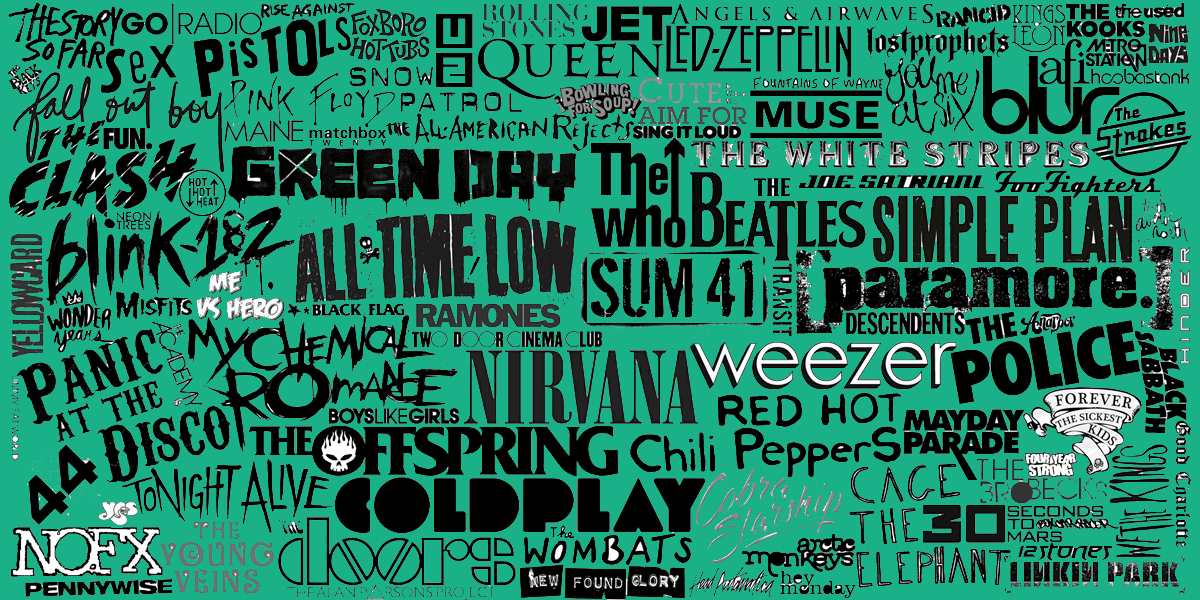 THE STORY SO FAR
GO RADIO
RISE AGAINST
SEX PISTOLS
FOXBORO HOT TUBS
ROLLING STONES
JET
QUEEN
ANGELS & AIRWAVES
LED-ZEPPELIN
RANCID
KINGS LEON
THE KOOKS
the used
METRO STATION
Nine DAYS
THE BLACK KEYS
lostprophets
SNOW
FOUNTAINS OF WAYNE
you me at six
blur
afi
hoobastank
fall out boy
PINK FLOYD
PATROL
BOWLING FOR SOUP!
CUTE
AIM FOR
MUSE
The Strokes
THE CLASH
FUN.
MAINE
matchbox TWENTY
THE ALL-AMERICAN REJECTS
SING IT LOUD
THE WHITE STRIPES
HOT HOT HEAT
GREEN DAY
The who
THE BEATLES
JOE SATRIANI
Foo Fighters
NEON TREES
blink-182
ALL TIME LOW
SIMPLE PLAN
YELLOWCARD
ME VS HERO
SUM 41
TRANSIT
[paramore.]
HINDER
THE WONDER years
MISFITS
BLACK FLAG
RAMONES
DESCENDENTS
THE POLICE
PANIC AT THE DISCO
ACADEMY
MY CHEMICAL ROMANCE
TWO DOOR CINEMA CLUB
NIRVANA
weezer
BLACK SABBATH
BOYS LIKE GIRLS
RED HOT Chili PeppeRS
MAYDAY PARADE
FOREVER THE SICKEST KIDS
Good Charlotte
44
THE OFFSPRING
FOUR YEAR STRONG
TONIGHT ALIVE
COLDPLAY
Cobra Starship
CAGE THE ELEPHANT
THE BECKS
WE THE KINGS
yes
NOFX
THE YOUNG VEINS
the doors
the WOMBATS
arctic monkeys
30 SECONDS TO MARS
12 stones
PENNYWISE
THE ALAN PARSONS PROJECT
NEW FOUND GLORY
hey monday
LINKIN PARK